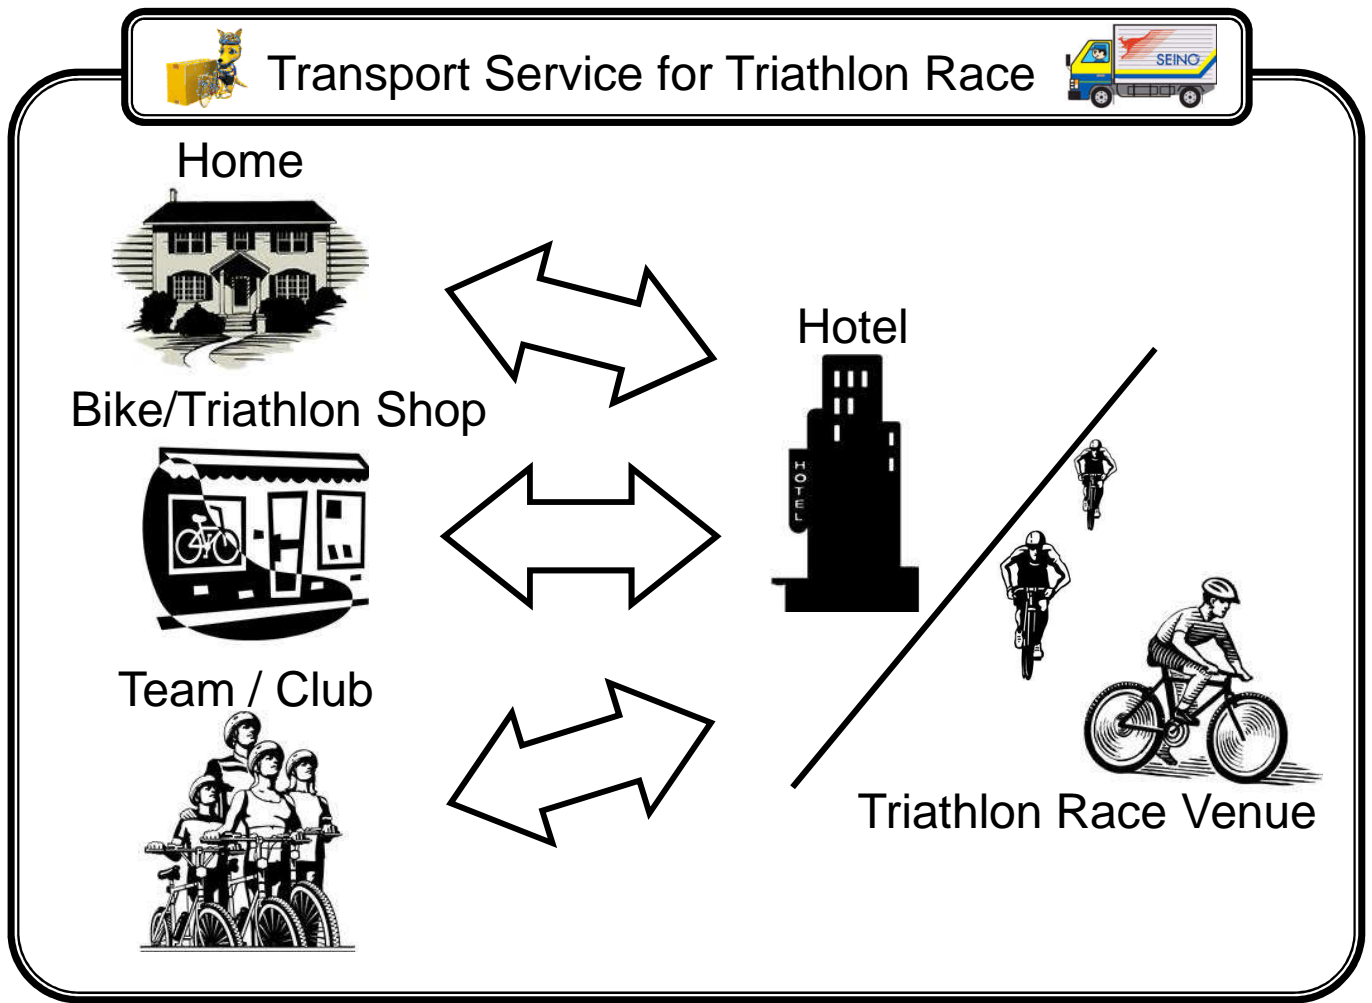 Transport Service for Triathlon Race
SEINO
Home
Hotel
Bike/Triathlon Shop
HOTEL
Team / Club
Triathlon Race Venue